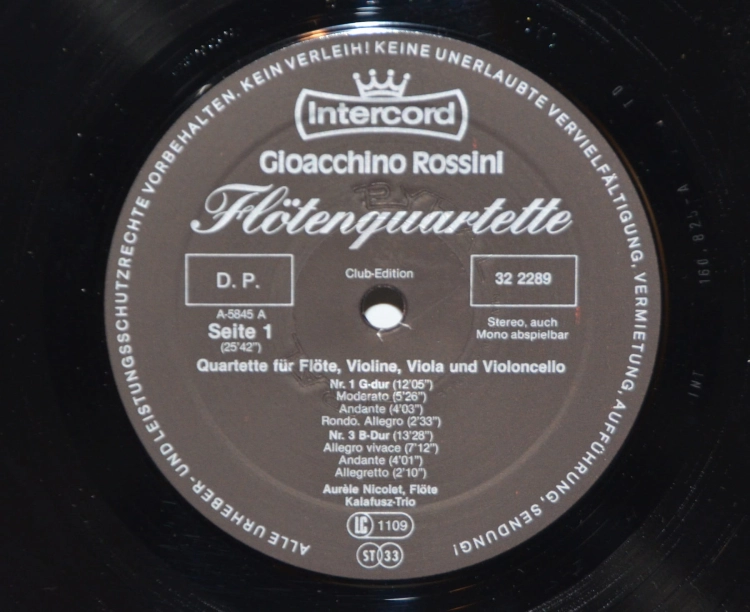 ALLE URHEBER- UND LEISTUNGSSCHUTZRECHTE VORBEHALTEN. KEIN VERLEIH! KEINE UNERLAUBTE VERVIELFÄLTIGUNG, VERMIETUNG, AUFFÜHRUNG, SENDUNG!
Intercord
Gioacchino Rossini
Flötenquartette
D. P.
Club-Edition
32 2289
A-5845 A
Seite 1
(25'42")
Stereo, auch
Mono abspielbar
Quartette für Flöte, Violine, Viola und Violoncello
Nr. 1 G-dur (12'05")
Moderato (5'26")
Andante (4'03")
Rondo. Allegro (2'33")
Nr. 3 B-Dur (13'28")
Allegro vivace (7'12")
Andante (4'01")
Allegretto (2'10")
Aurèle Nicolet, Flöte
Kalafusz-Trio
LC 1109
ST 33
160 825-A
INT